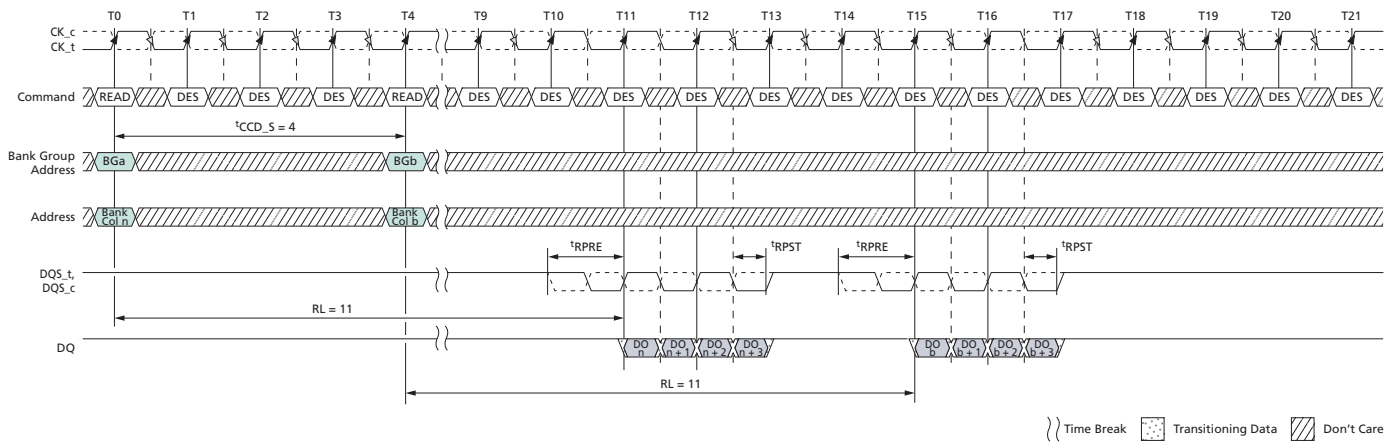 T0 T1 T2 T3 T4 T9 T10 T11 T12 T13 T14 T15 T16 T17 T18 T19 T20 T21
CK_c
CK_t
Command READ DES DES DES READ DES DES DES DES DES DES DES DES DES DES DES DES DES
tCCD_S = 4
Bank Group
Address
BGa BGb
Address
Bank
Col n
Bank
Col b
tRPRE tRPST tRPRE tRPST
DQS_t,
DQS_c
RL = 11
DQ
DO
n
DO
n + 1
DO
n + 2
DO
n + 3
DO
b
DO
b + 1
DO
b + 2
DO
b + 3
RL = 11
Time Break Transitioning Data Don't Care